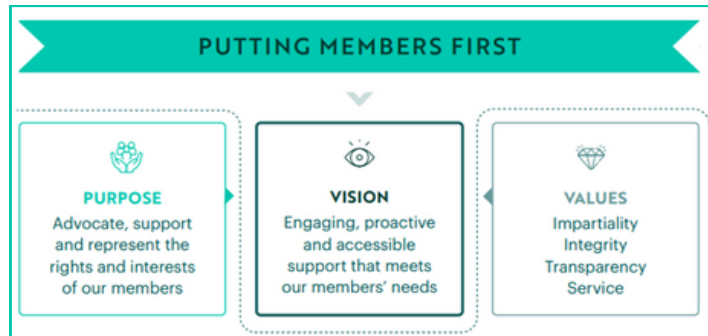 PUTTING MEMBERS FIRST
PURPOSE
Advocate, support
and represent the
rights and interests
of our members
VISION
Engaging, proactive
and accessible
support that meets
our members’ needs
VALUES
Impartiality
Integrity
Transparency
Service